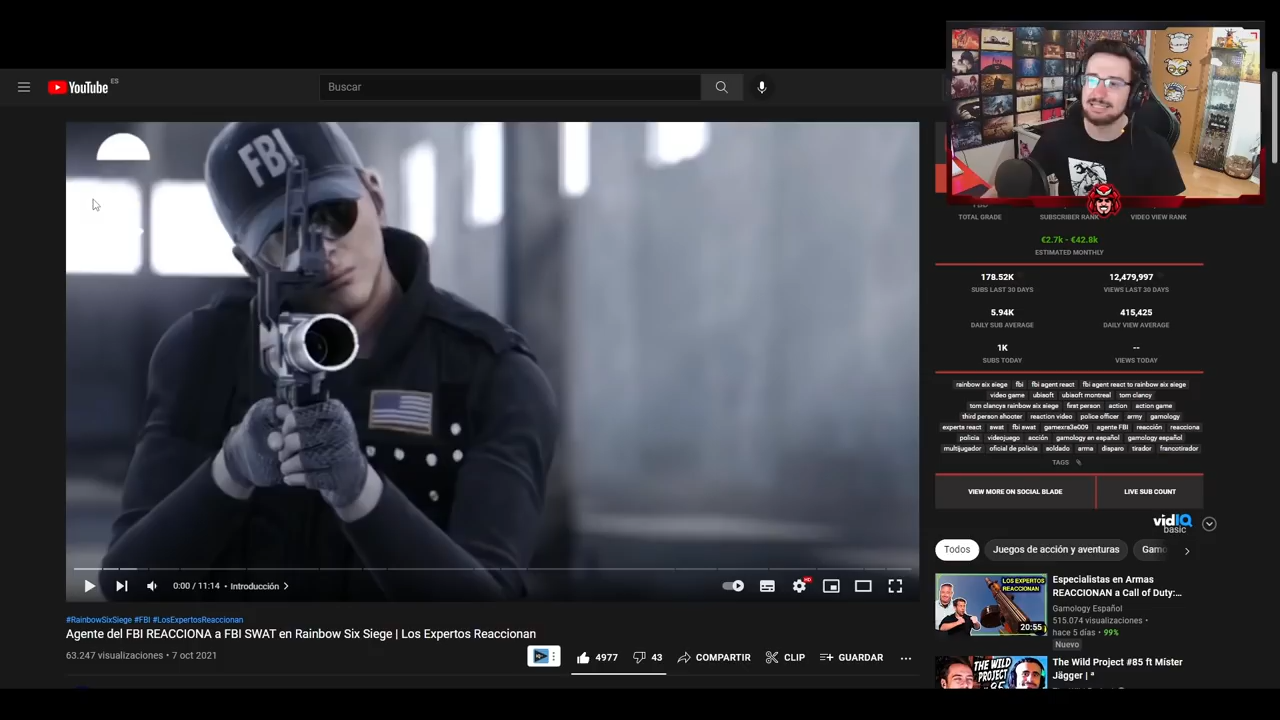 YouTube ES
Buscar
FBI
TOTAL GRADE
SUBSCRIBER RANK
VIDEO VIEW RANK
€2.7k - €42.8k
ESTIMATED MONTHLY
178.52K
12,479,997
SUBS LAST 30 DAYS
VIEWS LAST 30 DAYS
5.94K
415,425
DAILY SUB AVERAGE
DAILY VIEW AVERAGE
1K
--
SUBS TODAY
VIEWS TODAY
rainbow six siege fbi fbi agent react fbi agent react to rainbow six siege
video game ubisoft ubisoft montreal tom clancy
tom clancys rainbow six siege first person action action game
third person shooter reaction video police officer army gamology
experts react swat fbi swat gamexra3e009 agente FBI reacción reacciona
policia videojuego acción gamology en español gamology español
multijugador oficial de policia soldado arma disparo tirador francotirador
TAGS
VIEW MORE ON SOCIAL BLADE
LIVE SUB COUNT
vidIQ
basic
Todos
Juegos de acción y aventuras
Gamo
0:00 / 11:14 • Introducción
HD
#RainbowSixSiege #FBI #LosExpertosReaccionan
Agente del FBI REACCIONA a FBI SWAT en Rainbow Six Siege | Los Expertos Reaccionan
63.247 visualizaciones • 7 oct 2021
4977
43
COMPARTIR
CLIP
GUARDAR
LOS EXPERTOS
REACCIONAN
20:55
Especialistas en Armas
REACCIONAN a Call of Duty:...
Gamology Español
515.074 visualizaciones •
hace 5 días • 99%
Nuevo
THE WILD
PROJECT
The Wild Project #85 ft Míster
Jägger | ª